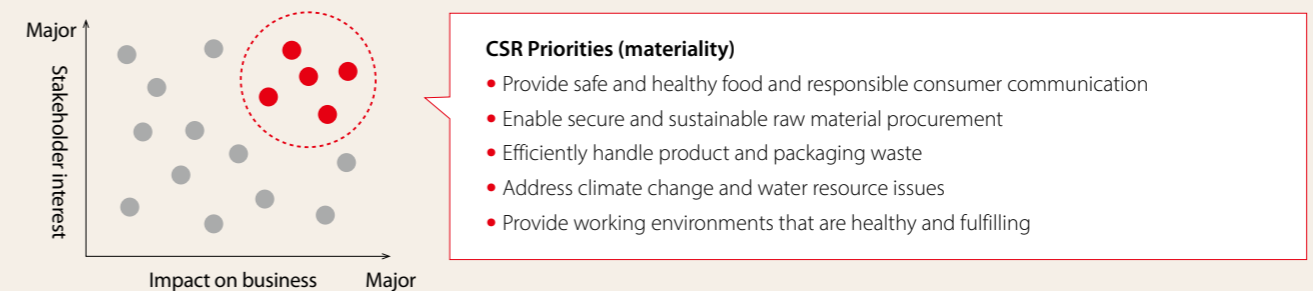 Major
Stakeholder interest
Impact on business
Major
CSR Priorities (materiality)
• Provide safe and healthy food and responsible consumer communication
• Enable secure and sustainable raw material procurement
• Efficiently handle product and packaging waste
• Address climate change and water resource issues
• Provide working environments that are healthy and fulfilling